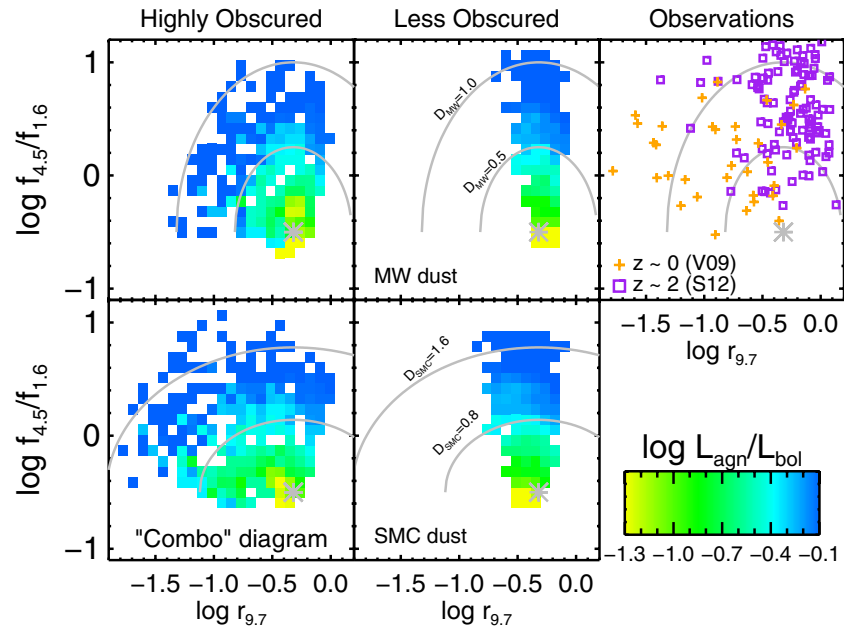 Highly Obscured
Less Obscured
Observations
1
0
−1
log f4.5/f1.6
DMW=1.0
DMW=0.5
MW dust
z ~ 0 (V09)
z ~ 2 (S12)
−1.5 −1.0 −0.5 0.0
log r9.7
1
0
−1
log f4.5/f1.6
"Combo" diagram
DSMC=1.6
DSMC=0.8
SMC dust
−1.5 −1.0 −0.5 0.0
log r9.7
−1.5 −1.0 −0.5 0.0
log r9.7
log Lagn/Lbol
−1.3 −1.0 −0.7 −0.4 −0.1